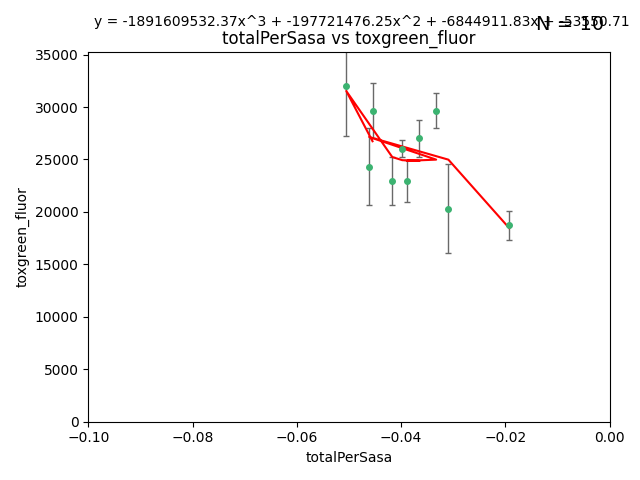 y = -1891609532.37x^3 + -197721476.25x^2 + -6844911.83x + -53550.71
N = 10
totalPerSasa vs toxgreen_fluor
35000
30000
25000
20000
15000
10000
5000
0
toxgreen_fluor
−0.10 −0.08 −0.06 −0.04 −0.02 0.00
totalPerSasa